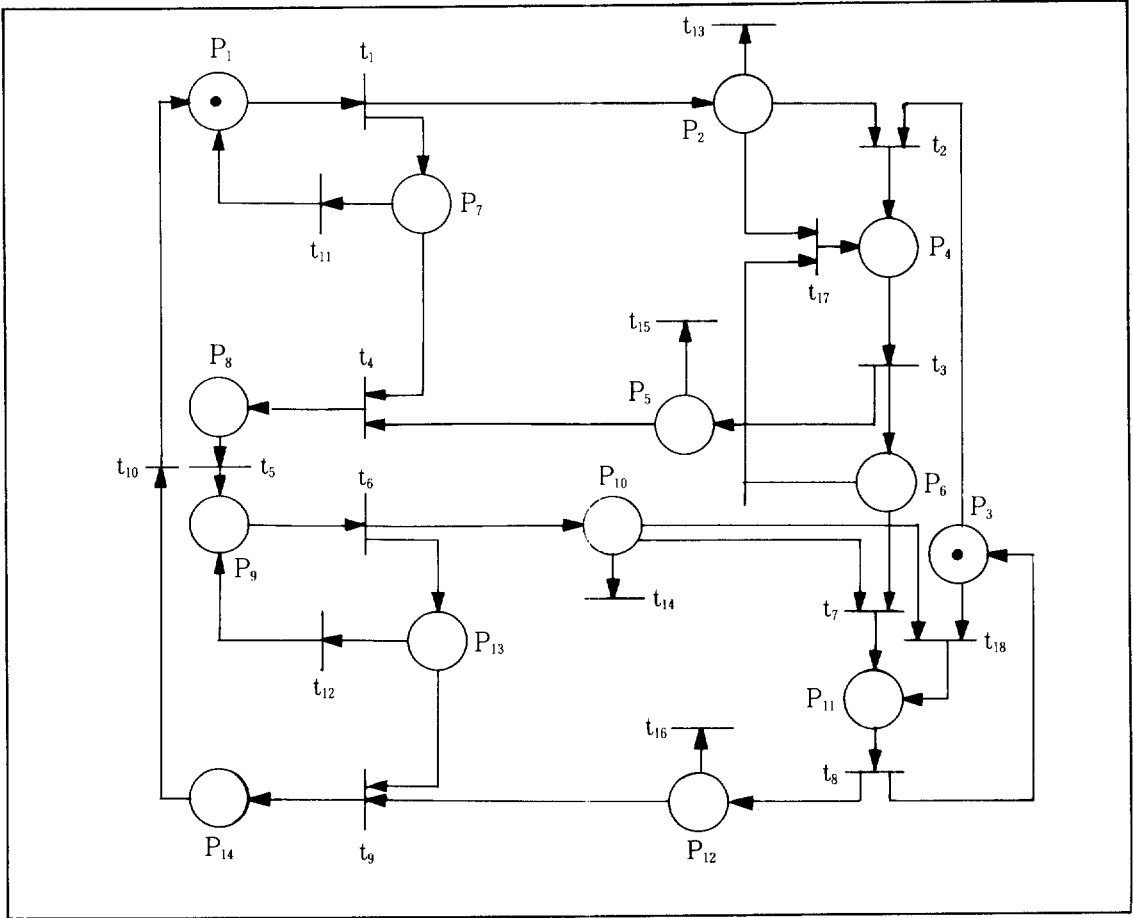 t₁₃
P₁
t₁
P₂
t₂
P₇
t₁₁
P₄
t₁₇
t₁₅
P₈
t₄
P₅
t₃
t₁₀
t₅
t₆
P₁₀
P₆
P₃
P₉
t₁₄
t₇
P₁₃
t₁₈
t₁₂
P₁₁
t₁₆
t₈
P₁₄
t₉
P₁₂